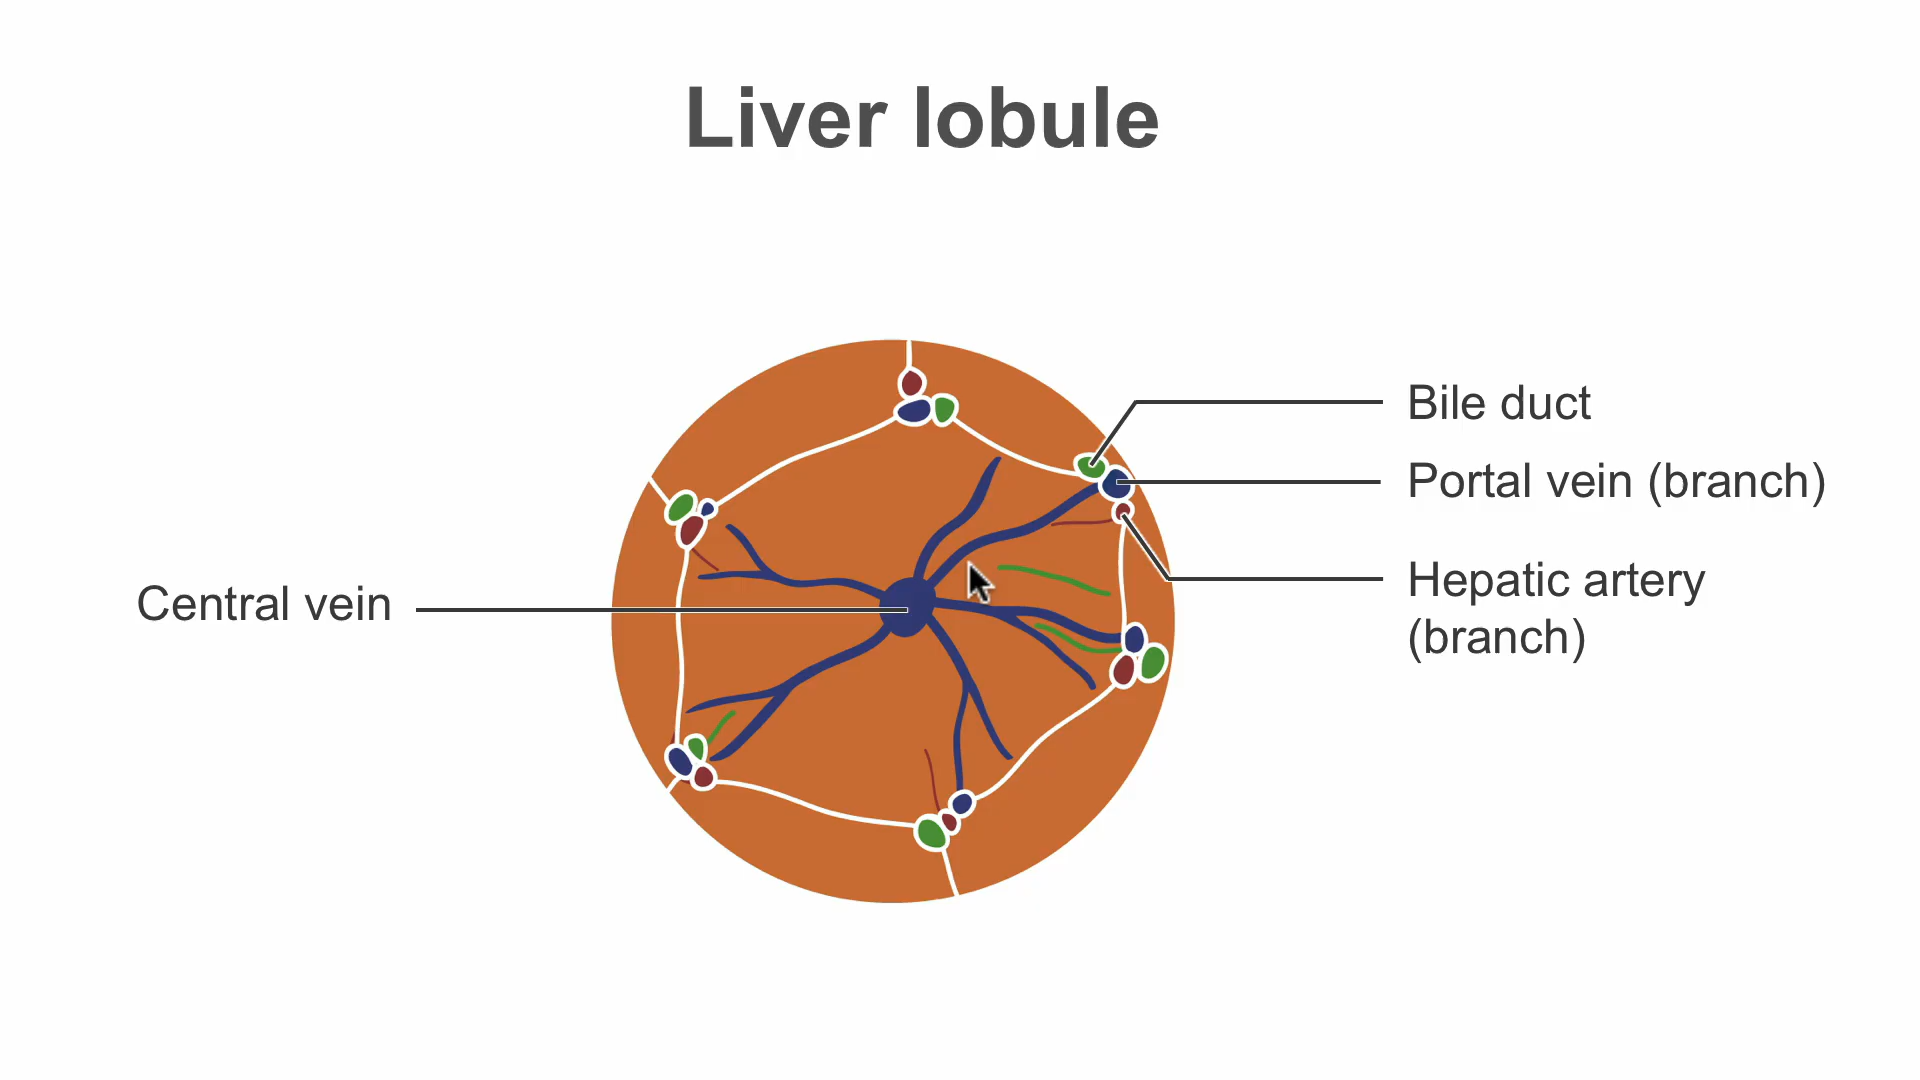 Liver lobule
Bile duct
Portal vein (branch)
Central vein
Hepatic artery
(branch)